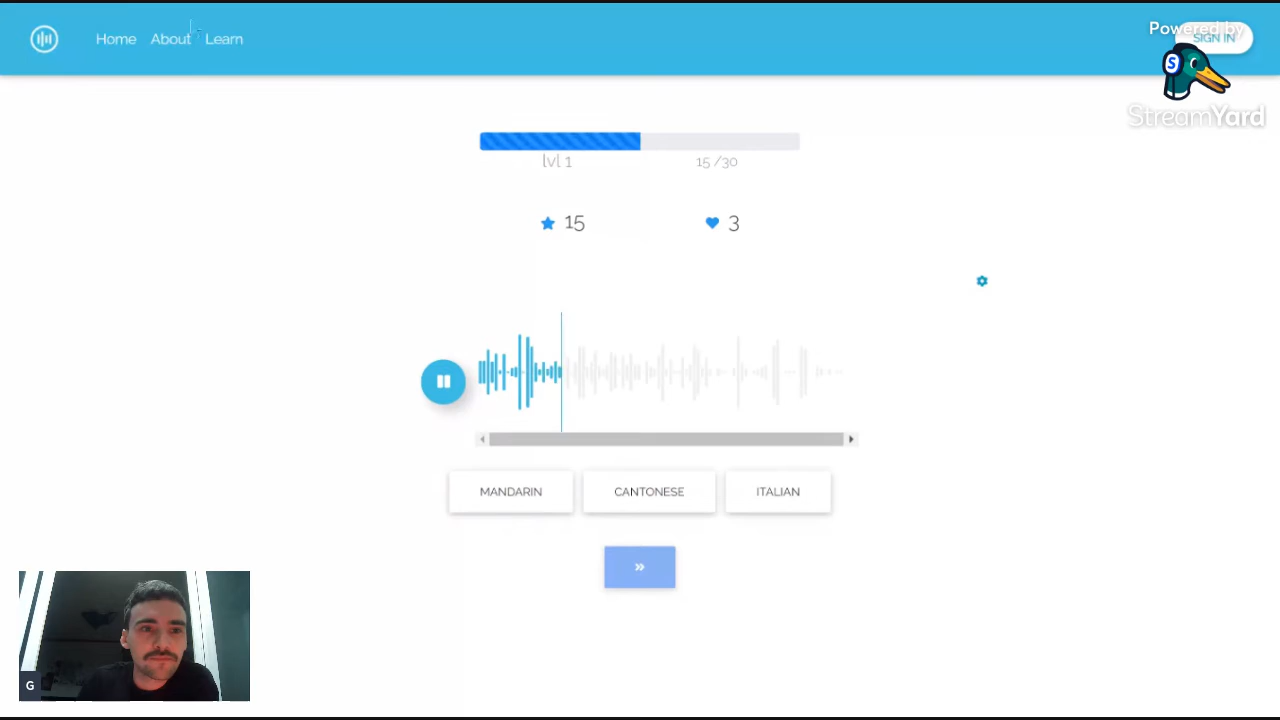 Home About Learn
Powered by
SIGN IN
S
StreamYard
lvl 1
15 /30
15
3
MANDARIN
CANTONESE
ITALIAN
»
G